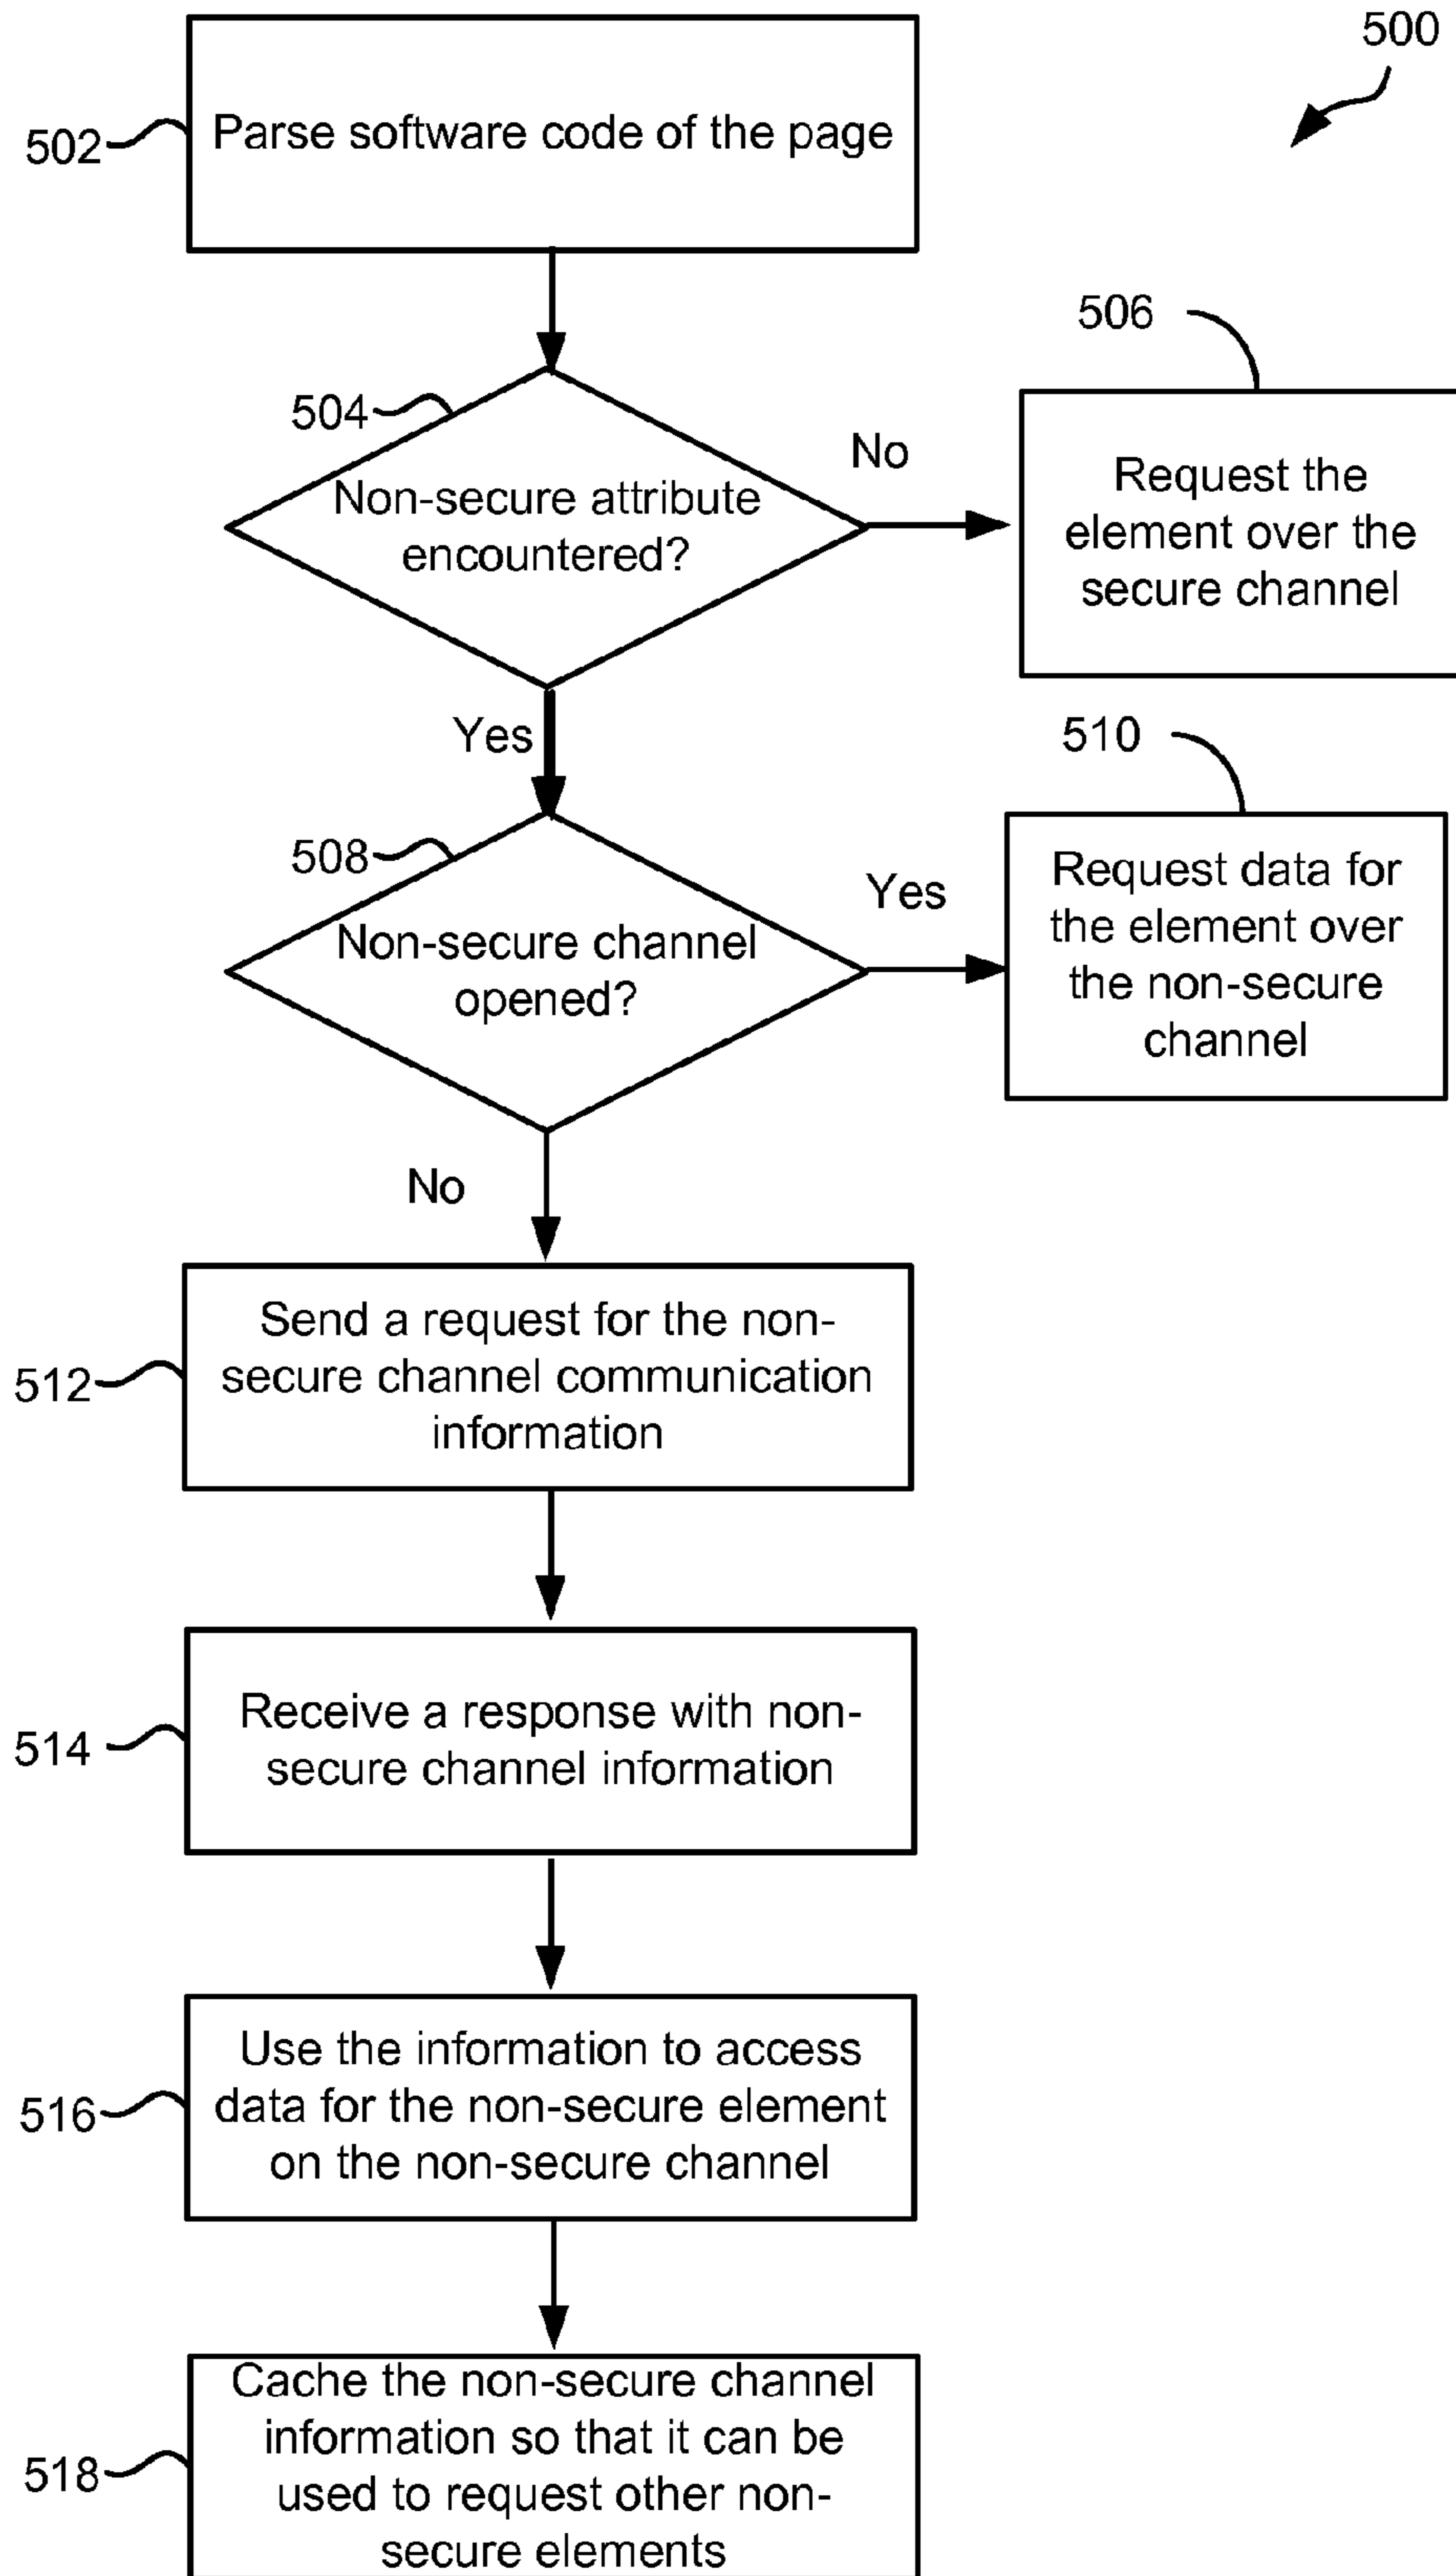 500
502
Parse software code of the page
506
504
No
Non-secure attribute
encountered?
Request the
element over the
secure channel
Yes
510
508
Yes
Non-secure channel
opened?
Request data for
the element over
the non-secure
channel
No
512
Send a request for the non-
secure channel communication
information
514
Receive a response with non-
secure channel information
516
Use the information to access
data for the non-secure element
on the non-secure channel
518
Cache the non-secure channel
information so that it can be
used to request other non-
secure elements